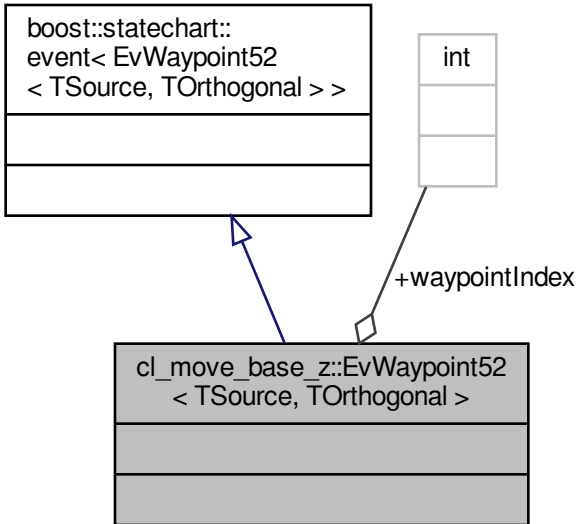 boost::statechart::
event< EvWaypoint52
< TSource, TOrthogonal > >
int
+waypointIndex
cl_move_base_z::EvWaypoint52
< TSource, TOrthogonal >